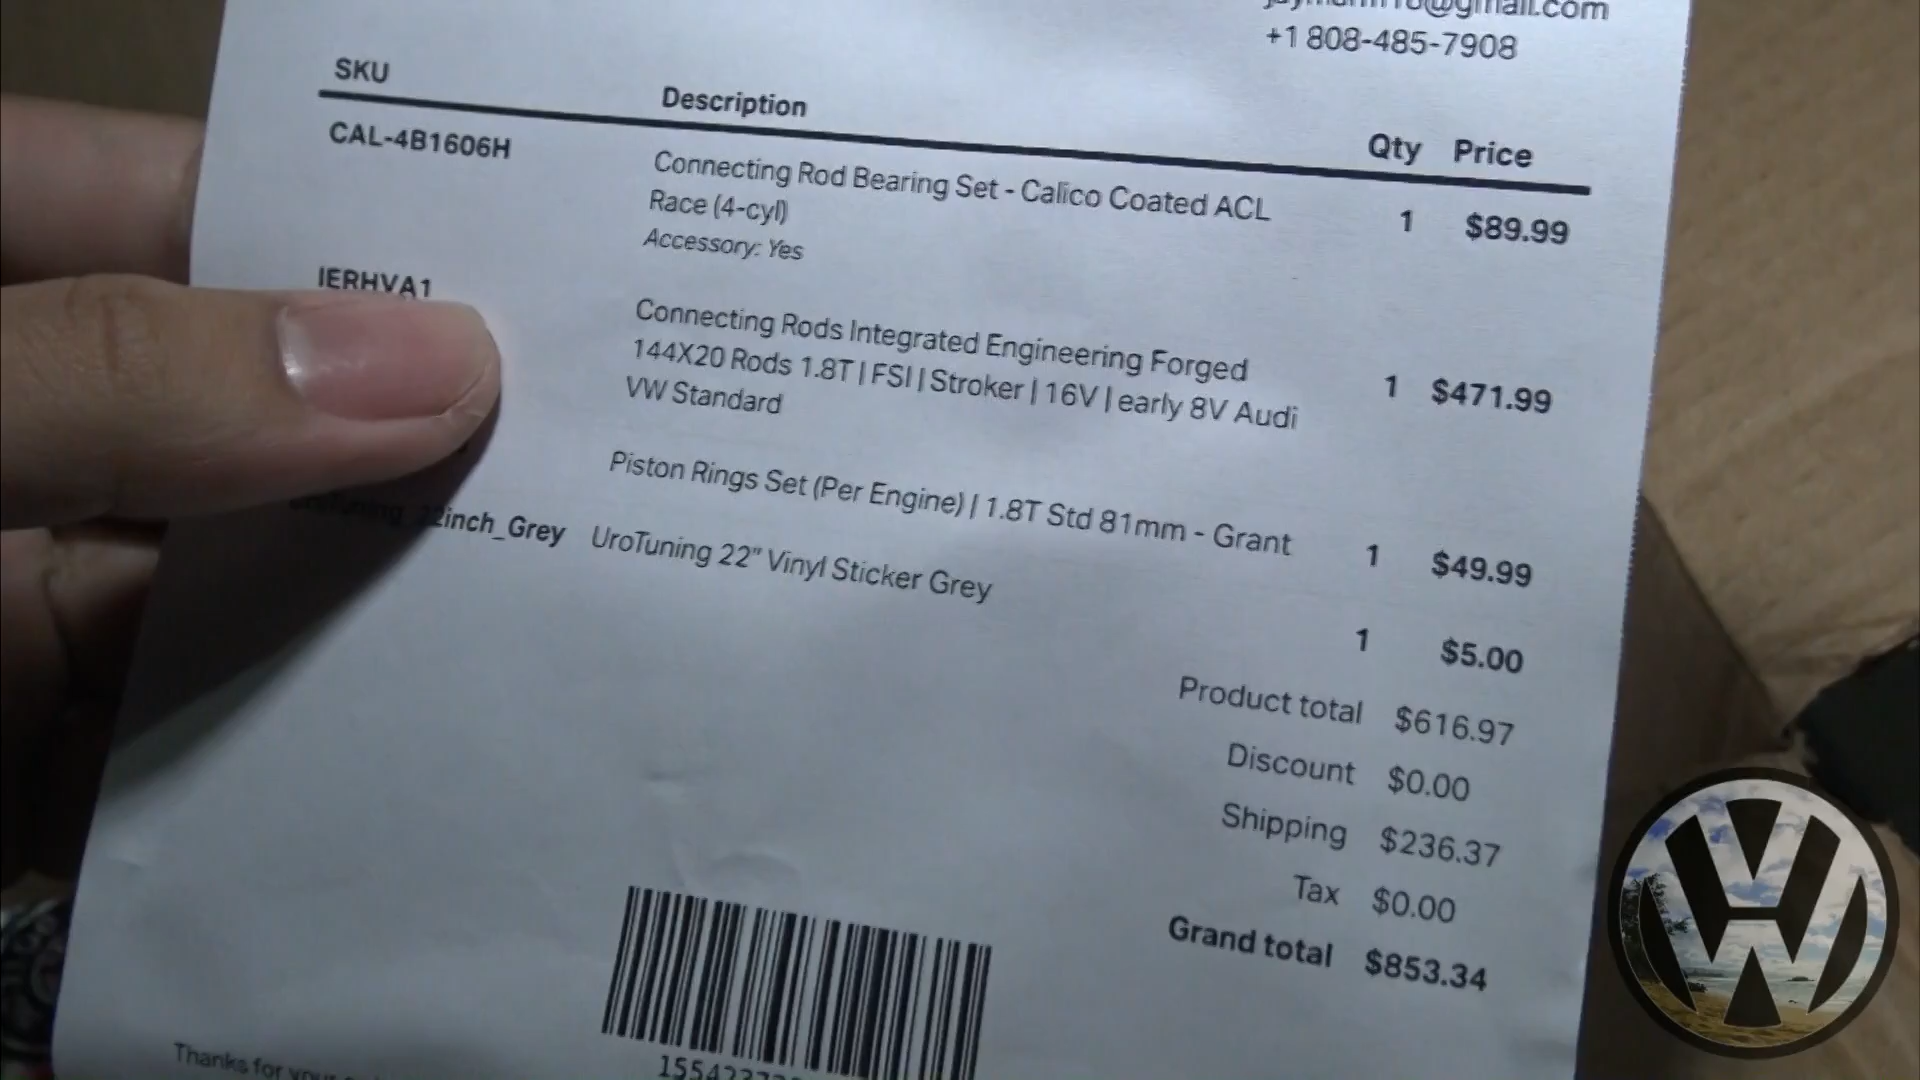 +1 808-485-7908
SKU Description Qty Price
CAL-4B1606H Connecting Rod Bearing Set - Calico Coated ACL 1 $89.99
Race (4-cyl)
Accessory: Yes
IERHVA1 Connecting Rods Integrated Engineering Forged 1 $471.99
144X20 Rods 1.8T | FSI | Stroker | 16V | early 8V Audi
VW Standard
Piston Rings Set (Per Engine) | 1.8T Std 81mm - Grant 1 $49.99
22inch_Grey UroTuning 22" Vinyl Sticker Grey 1 $5.00
Product total $616.97
Discount $0.00
Shipping $236.37
Tax $0.00
Grand total $853.34
Thanks for your